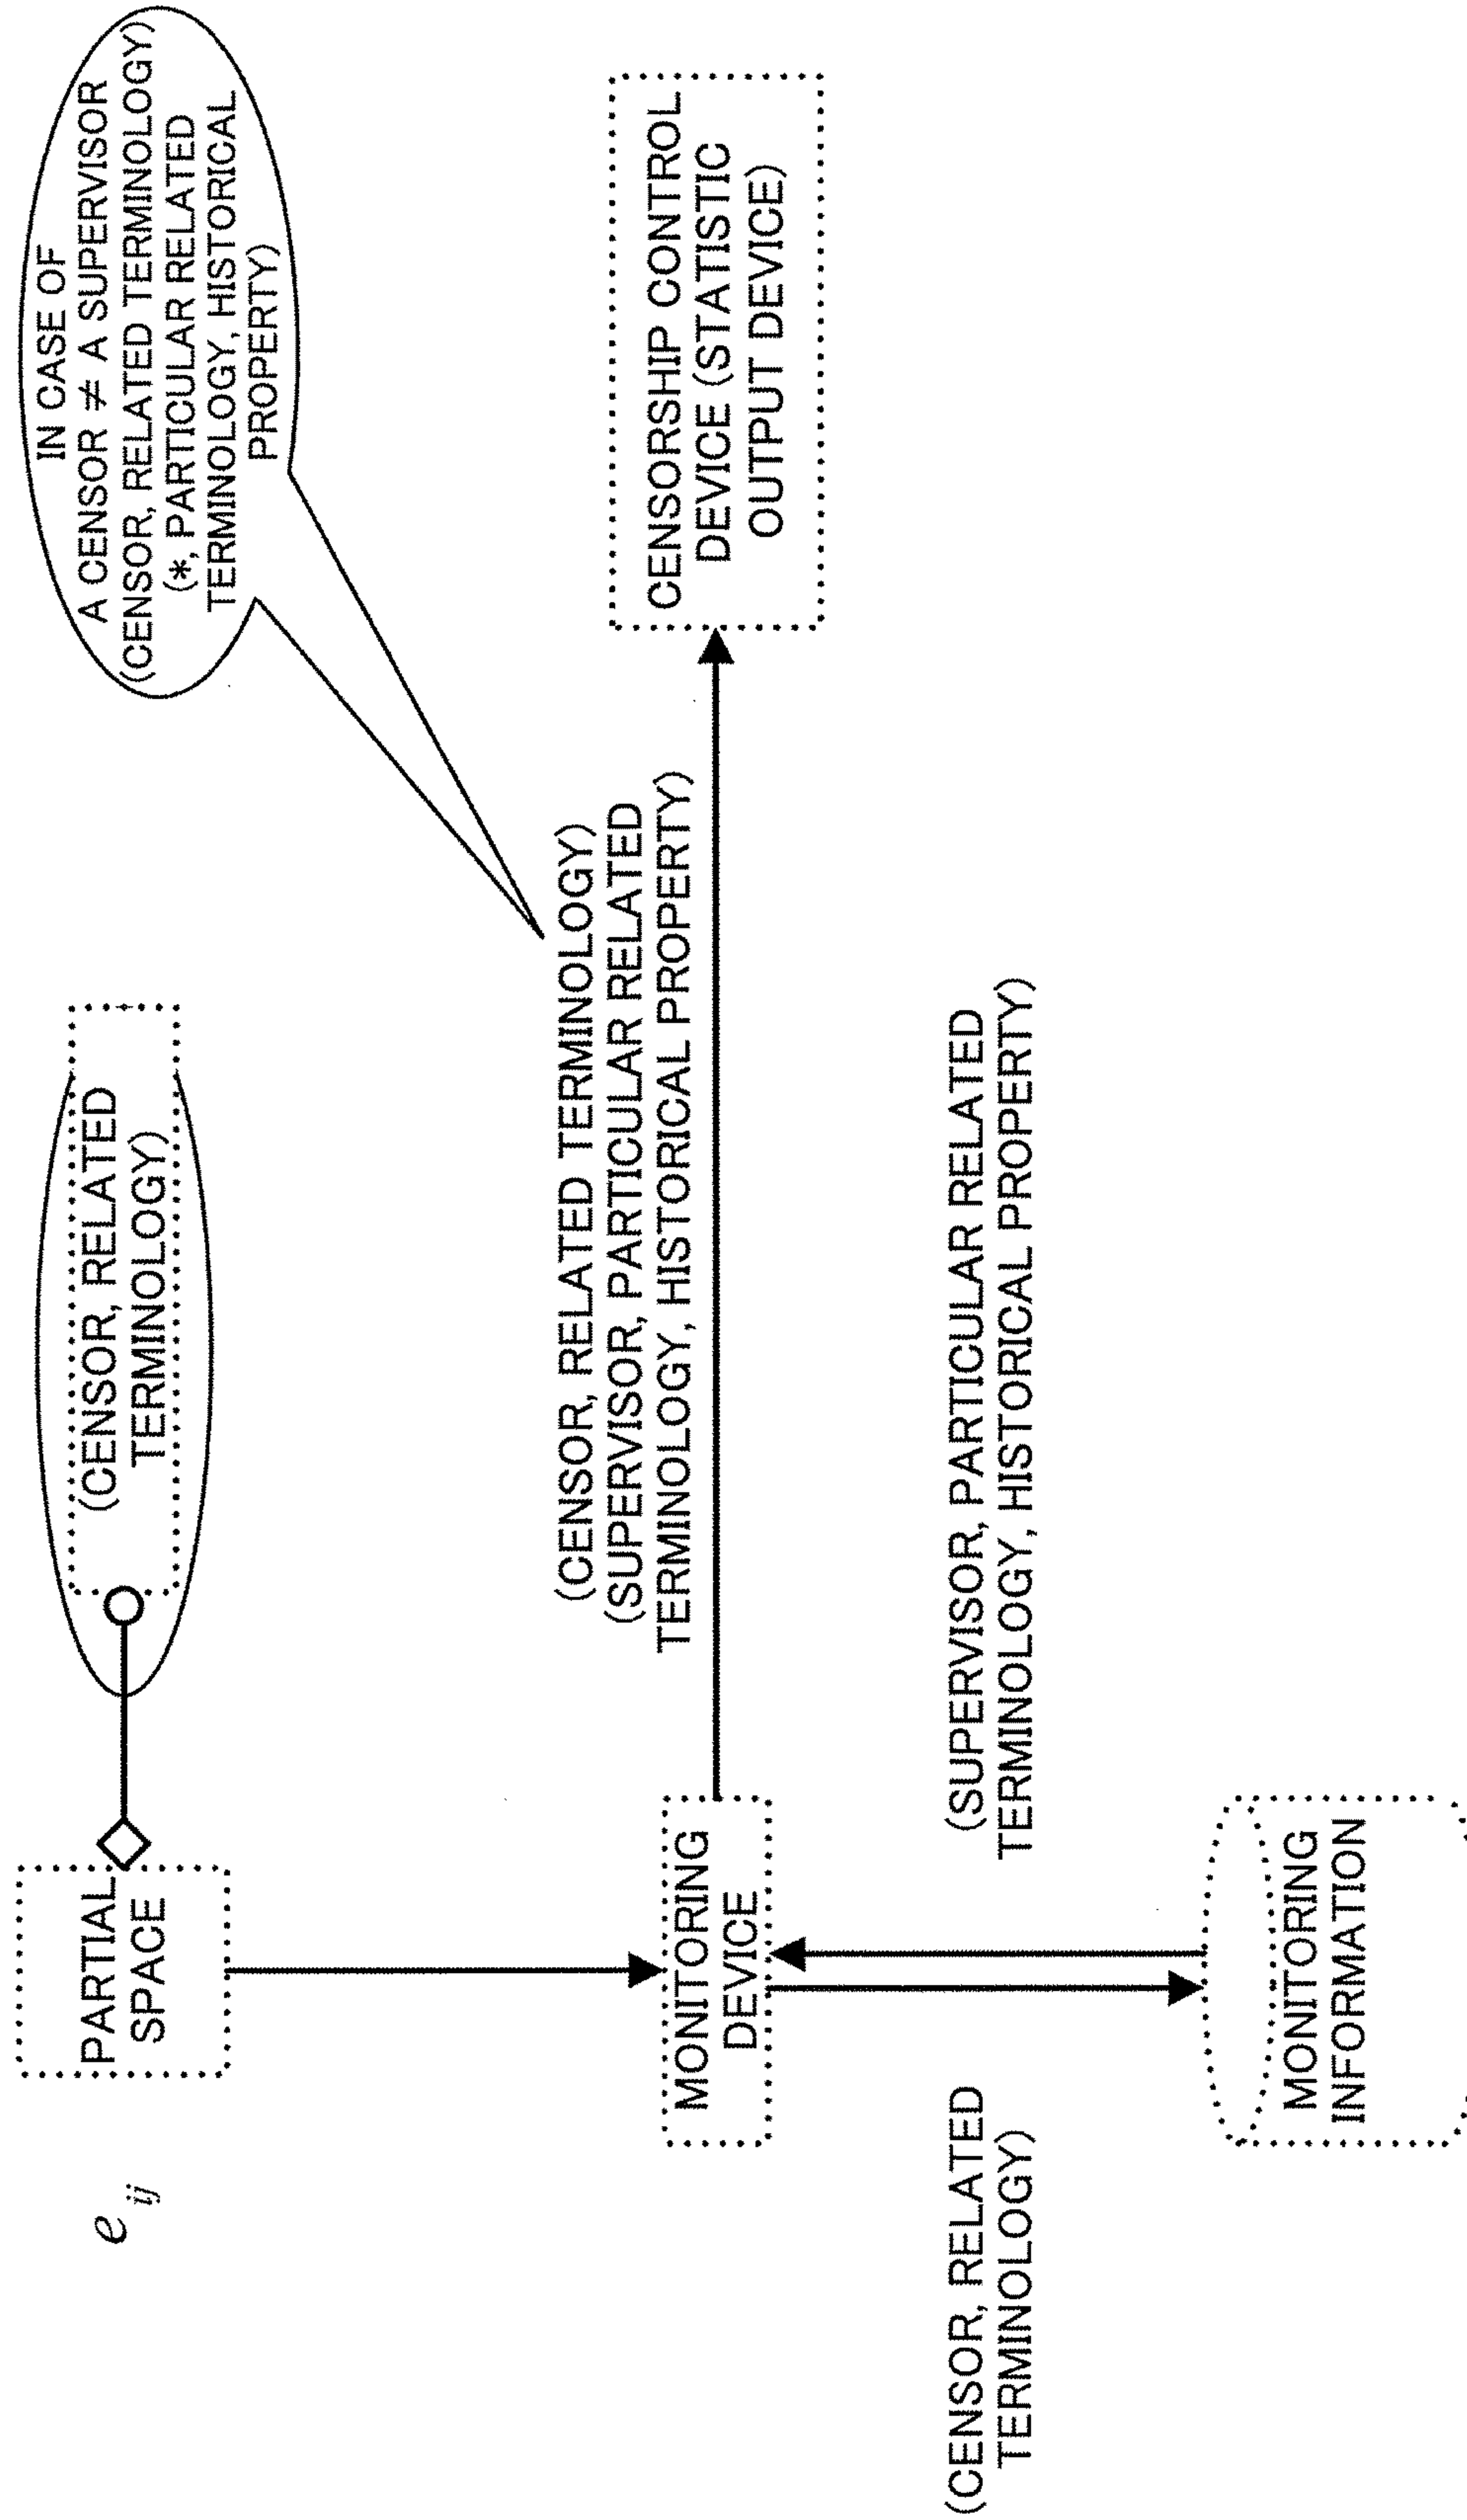 e ij
PARTIAL
SPACE
(CENSOR, RELATED
TERMINOLOGY)
IN CASE OF
A CENSOR ≠ A SUPERVISOR
(CENSOR, RELATED TERMINOLOGY)
(*, PARTICULAR RELATED
TERMINOLOGY, HISTORICAL
PROPERTY)
(CENSOR, RELATED TERMINOLOGY)
(SUPERVISOR, PARTICULAR RELATED
TERMINOLOGY, HISTORICAL PROPERTY)
MONITORING
DEVICE
CENSORSHIP CONTROL
DEVICE (STATISTIC
OUTPUT DEVICE)
(CENSOR, RELATED
TERMINOLOGY)
(SUPERVISOR, PARTICULAR RELATED
TERMINOLOGY, HISTORICAL PROPERTY)
MONITORING
INFORMATION